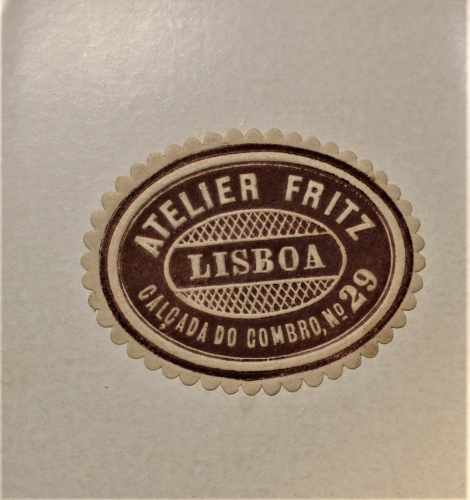 ATELIER FRITZ
LISBOA
CALÇADA DO COMBRO, Nº 29